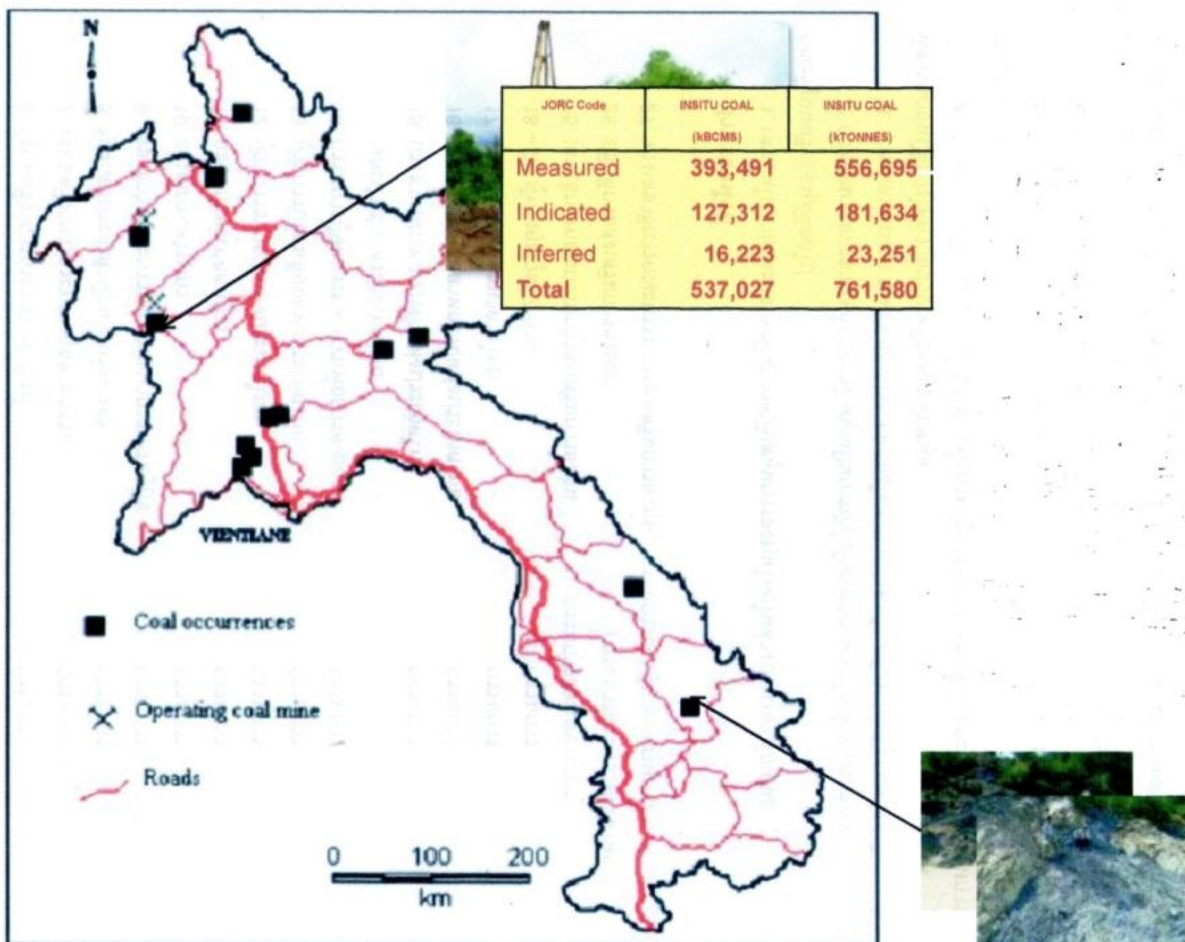 N
JORC Code INSITU COAL INSITU COAL
(kBCMS) (kTONNES)
Measured 393,491 556,695
Indicated 127,312 181,634
Inferred 16,223 23,251
Total 537,027 761,580
VIENTIANE
Coal occurrences
Operating coal mine
Roads
0 100 200
km